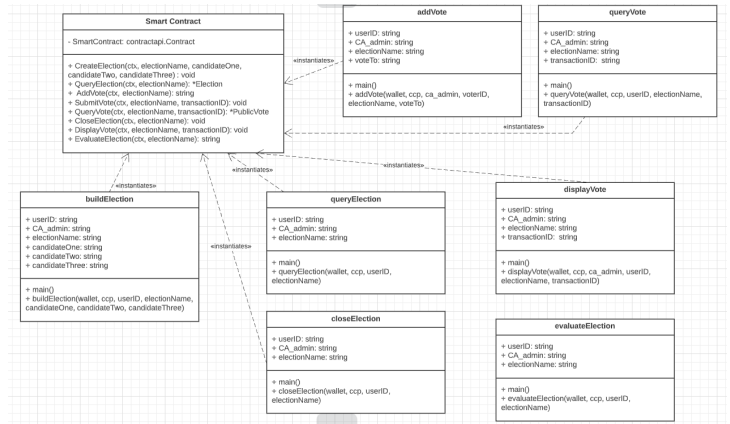 Smart Contract
- SmartContract: contractapi.Contract
+ CreateElection(ctx, electionName, candidateOne,
candidateTwo, candidateThree) : void
+ QueryElection(ctx, electionName): *Election
+ AddVote(ctx, electionName): string
+ SubmitVote(ctx, electionName, transactionID): void
+ QueryVote(ctx, electionName, transactionID): *PublicVote
+ CloseElection(ctx, electionName): void
+ DisplayVote(ctx, electionName, transactionID): void
+ EvaluateElection(ctx, electionName): string
«instantiates»
addVote
+ userID: string
+ CA_admin: string
+ electionName: string
+ voteTo: string
+ main()
+ addVote(wallet, ccp, ca_admin, voterID,
electionName, voteTo)
queryVote
+ userID: string
+ CA_admin: string
+ electionName: string
+ transactionID:  string
+ main()
+ queryVote(wallet, ccp, userID, electionName,
transactionID)
«instantiates»
«instantiates»
«instantiates»
«instantiates»
buildElection
+ userID: string
+ CA_admin: string
+ electionName: string
+ candidateOne: string
+ candidateTwo: string
+ candidateThree: string
+ main()
+ buildElection(wallet, ccp, userID, electionName,
candidateOne, candidateTwo, candidateThree)
«instantiates»
queryElection
+ userID: string
+ CA_admin: string
+ electionName: string
+ main()
+ queryElection(wallet, ccp, userID,
electionName)
displayVote
+ userID: string
+ CA_admin: string
+ electionName: string
+ transactionID:  string
+ main()
+ displayVote(wallet, ccp, ca_admin, userID,
electionName, transactionID)
closeElection
+ userID: string
+ CA_admin: string
+ electionName: string
+ main()
+ closeElection(wallet, ccp, userID,
electionName)
evaluateElection
+ userID: string
+ CA_admin: string
+ electionName: string
+ main()
+ evaluateElection(wallet, ccp, userID,
electionName)